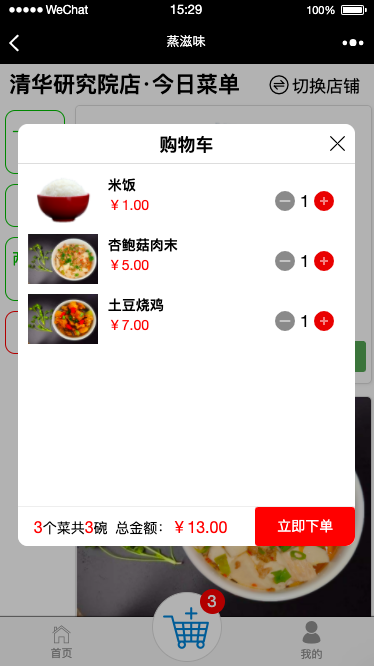 WeChat 15:29 100%
蒸滋味
清华研究院店·今日菜单 切换店铺
购物车
米饭
￥1.00
1
杏鲍菇肉末
￥5.00
1
土豆烧鸡
￥7.00
1
3个菜共3碗 总金额：￥13.00 立即下单
3
首页 我的